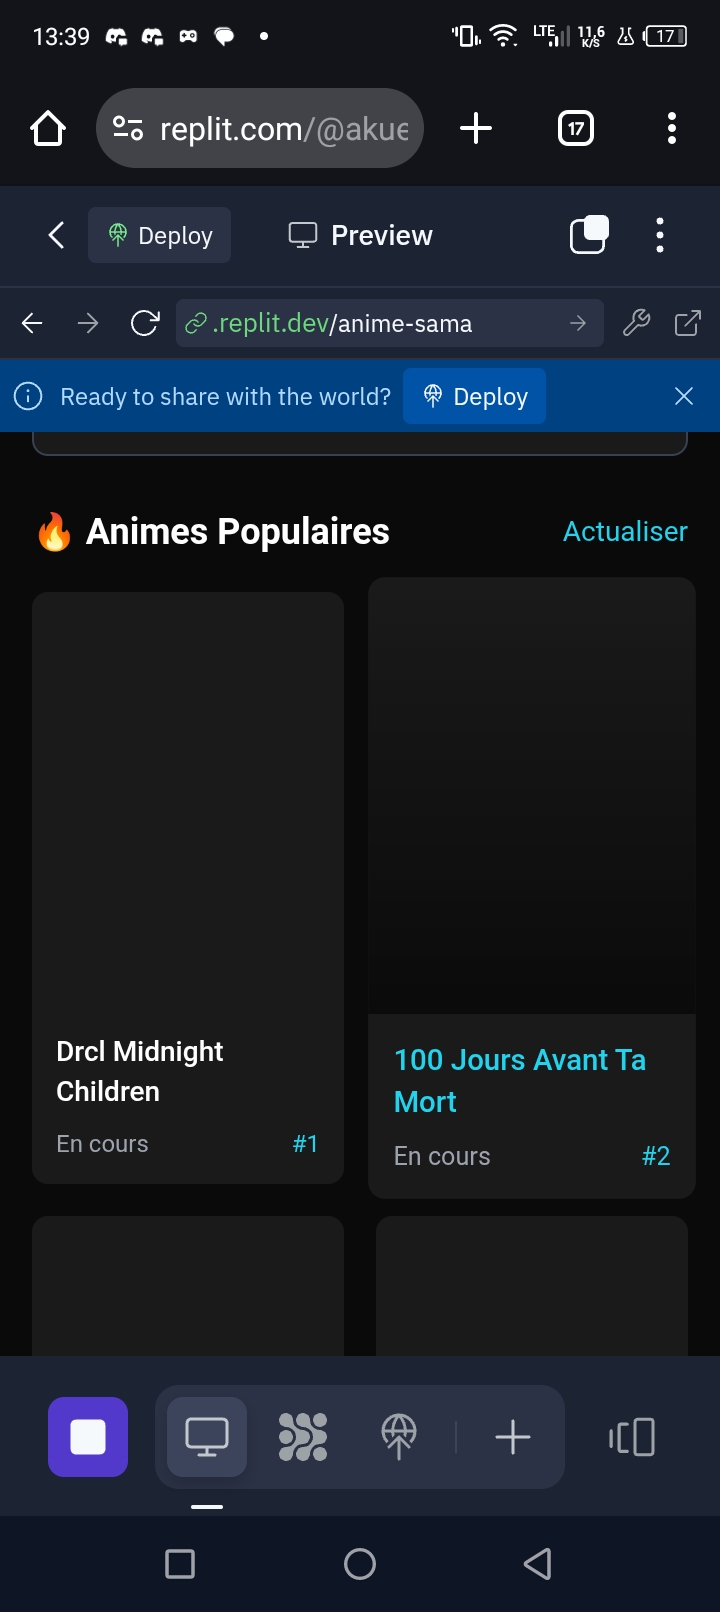 13:39
LTE 11,6 K/S 17
replit.com/@akue
17
Deploy
Preview
.replit.dev/anime-sama
Ready to share with the world?
Deploy
🔥 Animes Populaires
Actualiser
Drcl Midnight
Children
En cours
#1
100 Jours Avant Ta
Mort
En cours
#2